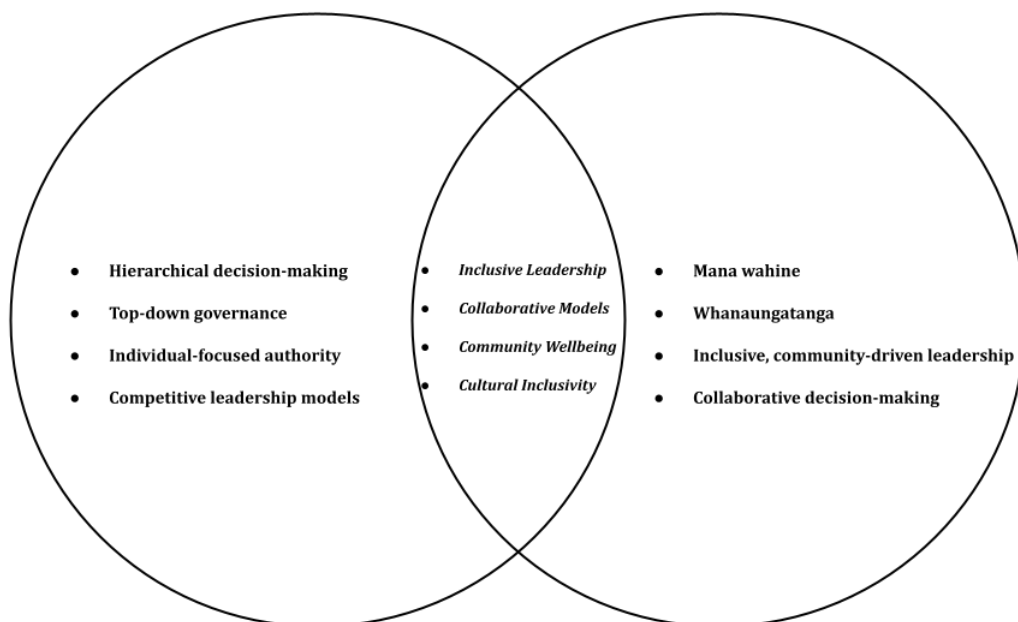 ● Hierarchical decision-making
● Top-down governance
● Individual-focused authority
● Competitive leadership models
● Inclusive Leadership
● Collaborative Models
● Community Wellbeing
● Cultural Inclusivity
● Mana wahine
● Whanaungatanga
● Inclusive, community-driven leadership
● Collaborative decision-making